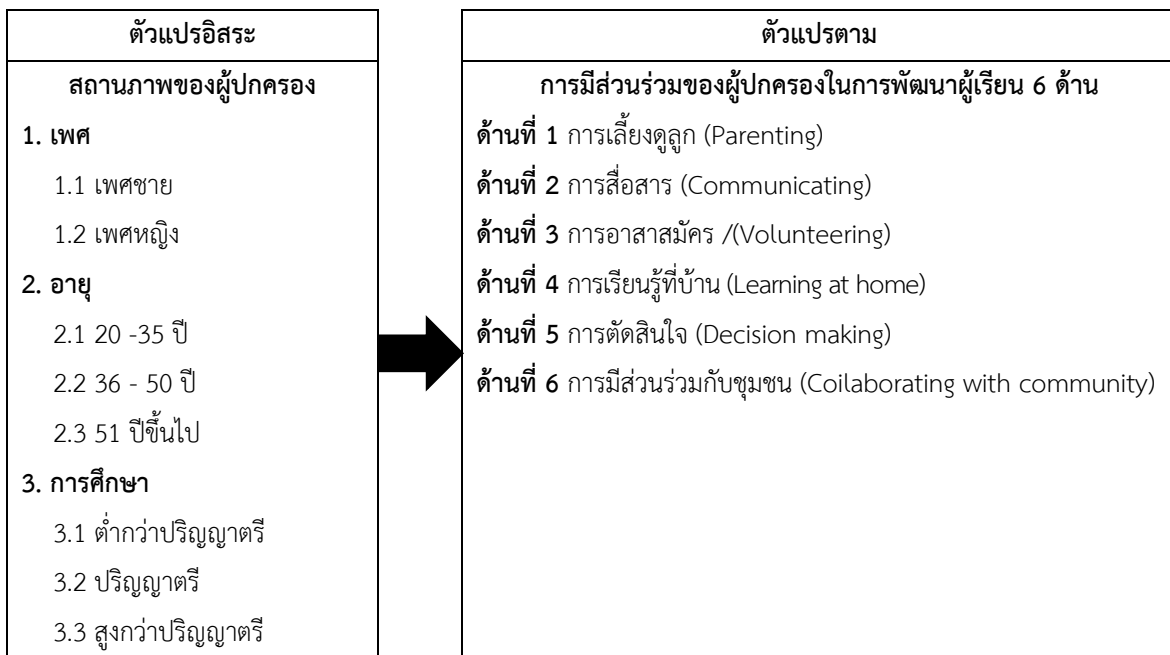 ตัวแปรอิสระ
สถานภาพของผู้ปกครอง
1. เพศ
1.1 เพศชาย
1.2 เพศหญิง
2. อายุ
2.1 20 -35 ปี
2.2 36 - 50 ปี
2.3 51 ปีขึ้นไป
3. การศึกษา
3.1 ต่ำกว่าปริญญาตรี
3.2 ปริญญาตรี
3.3 สูงกว่าปริญญาตรี
ตัวแปรตาม
การมีส่วนร่วมของผู้ปกครองในการพัฒนาผู้เรียน 6 ด้าน
ด้านที่ 1 การเลี้ยงดูลูก (Parenting)
ด้านที่ 2 การสื่อสาร (Communicating)
ด้านที่ 3 การอาสาสมัคร /(Volunteering)
ด้านที่ 4 การเรียนรู้ที่บ้าน (Learning at home)
ด้านที่ 5 การตัดสินใจ (Decision making)
ด้านที่ 6 การมีส่วนร่วมกับชุมชน (Coilaborating with community)